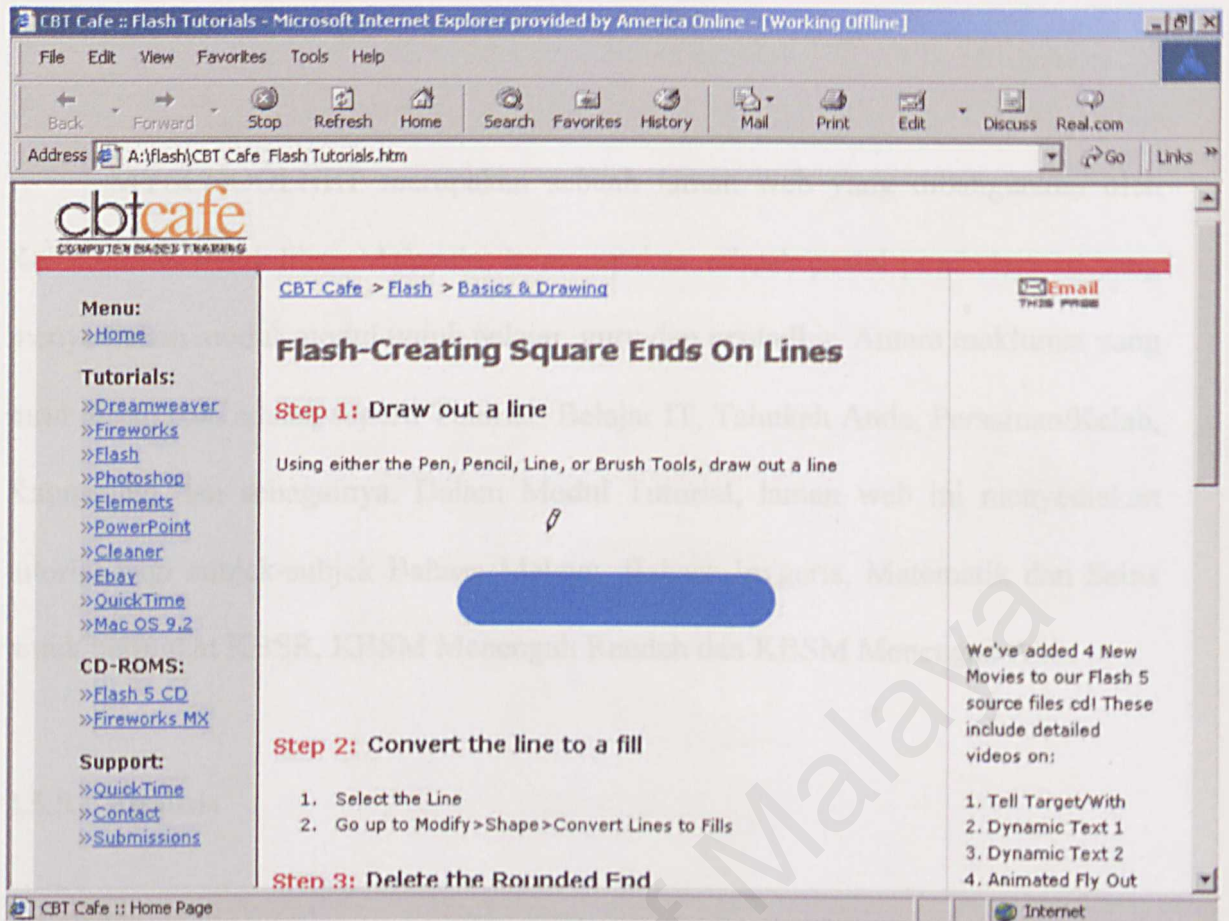 CBT Cafe :: Flash Tutorials - Microsoft Internet Explorer provided by America Online - [Working Offline]
File Edit View Favorites Tools Help
Back Forward Stop Refresh Home Search Favorites History Mail Print Edit Discuss Real.com
Address A:\flash\CBT Cafe Flash Tutorials.htm Go Links »
cbtcafe
COMPUTER BASED TRAINING
Menu:
»Home
Tutorials:
»Dreamweaver
»Fireworks
»Flash
»Photoshop
»Elements
»PowerPoint
»Cleaner
»Ebay
»QuickTime
»Mac OS 9.2
CD-ROMS:
»Flash 5 CD
»Fireworks MX
Support:
»QuickTime
»Contact
»Submissions
CBT Cafe > Flash > Basics & Drawing
Flash-Creating Square Ends On Lines
Step 1: Draw out a line
Using either the Pen, Pencil, Line, or Brush Tools, draw out a line
Step 2: Convert the line to a fill
1. Select the Line
2. Go up to Modify>Shape>Convert Lines to Fills
Step 3: Delete the Rounded End
Email
THIS PAGE
We've added 4 New
Movies to our Flash 5
source files cd! These
include detailed
videos on:
1. Tell Target/With
2. Dynamic Text 1
3. Dynamic Text 2
4. Animated Fly Out
CBT Cafe :: Home Page
Internet
f Malaya